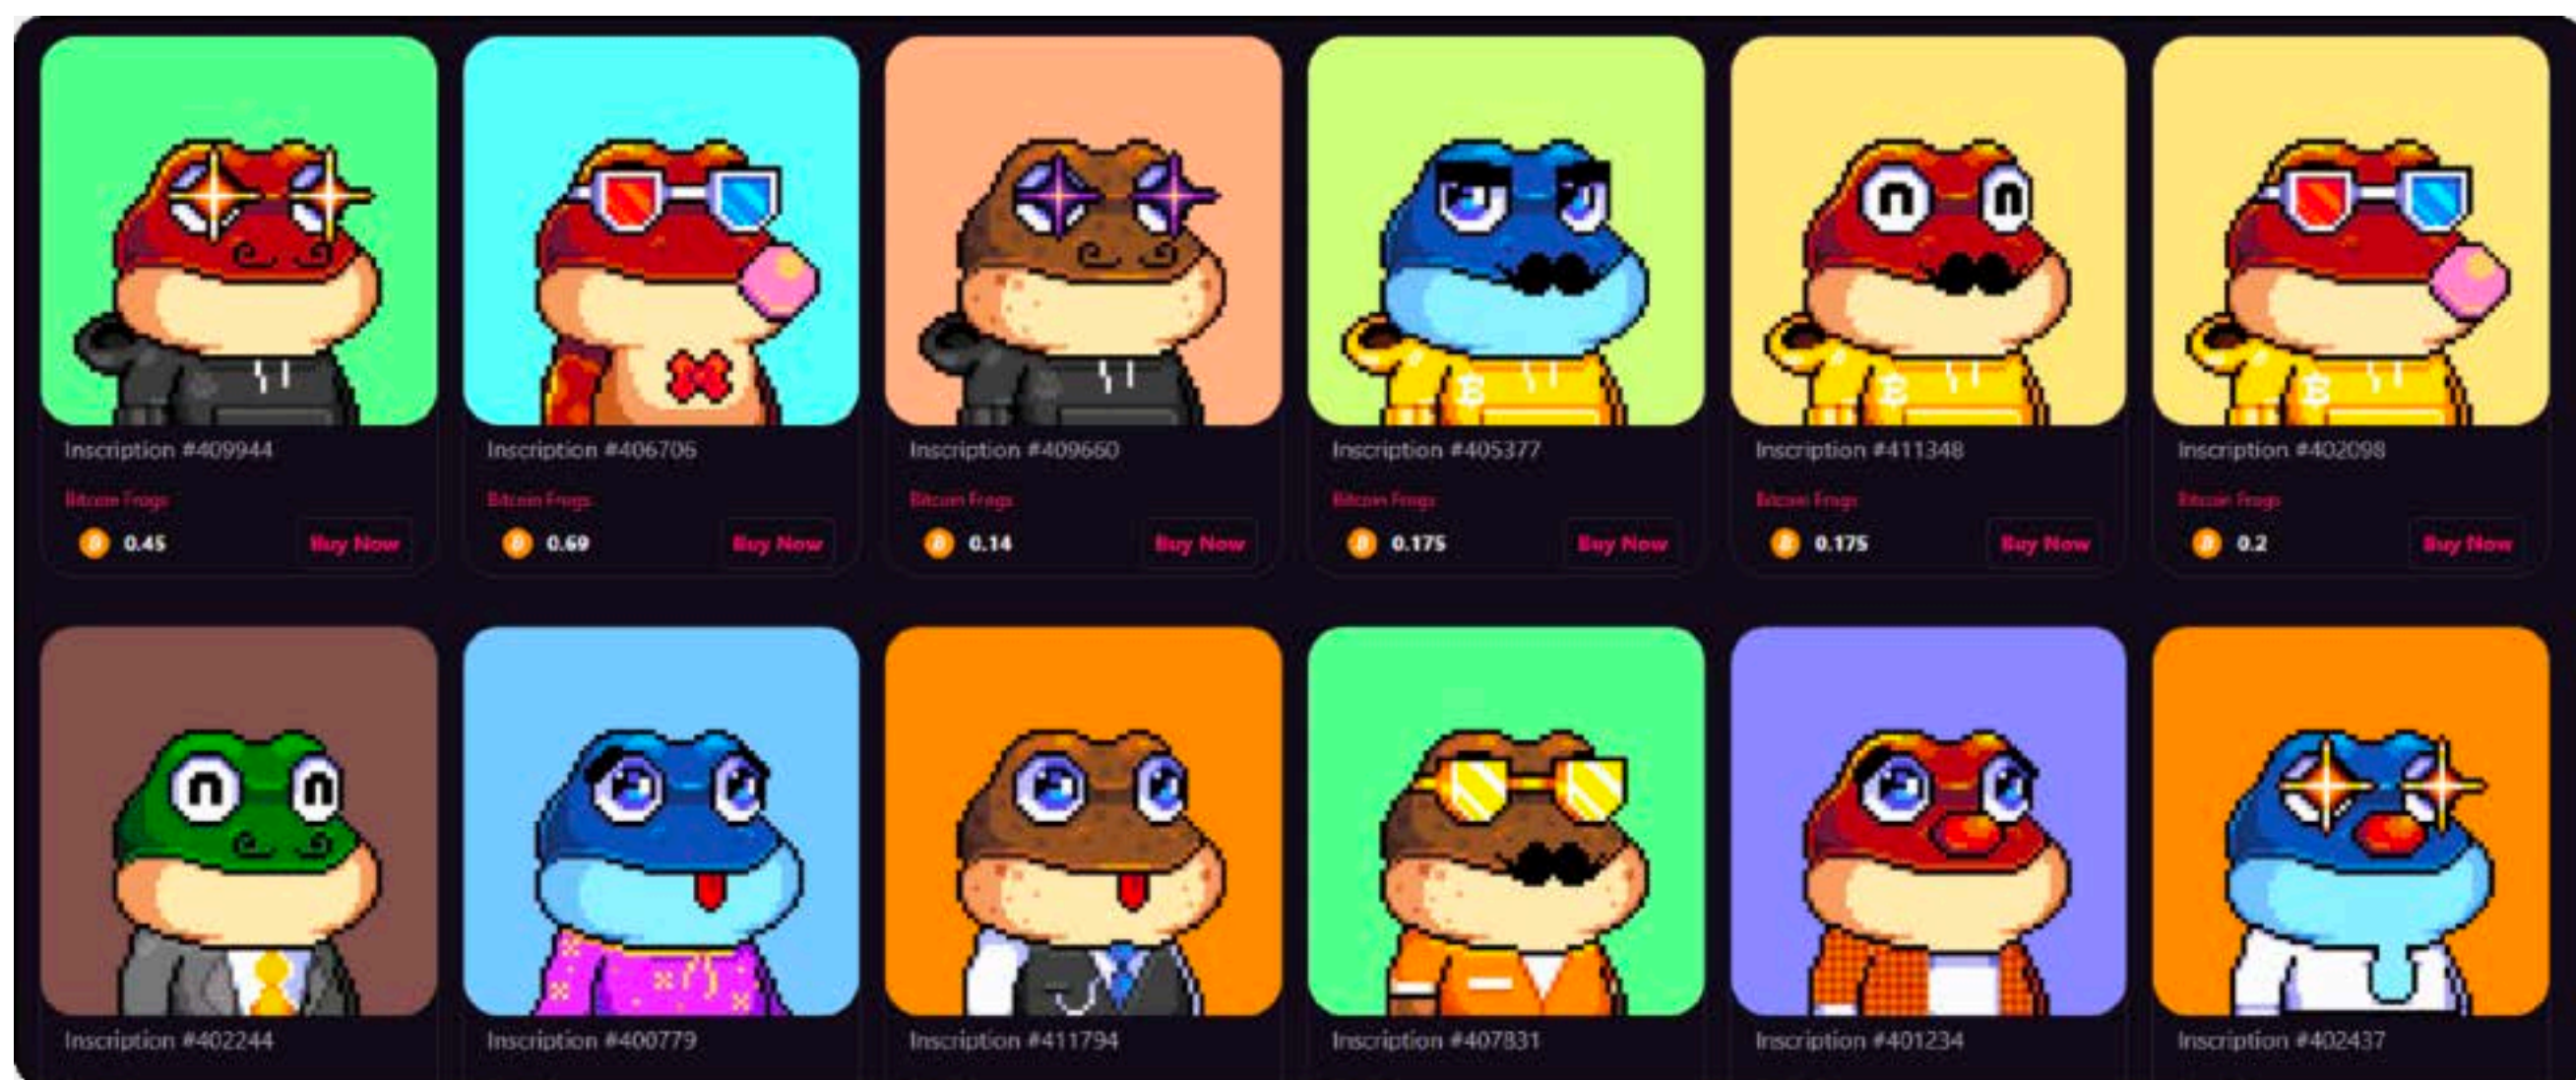 Inscription #409944
Bitcoin Frogs
0.45 Buy Now
Inscription #406706
Bitcoin Frogs
0.69 Buy Now
Inscription #409660
Bitcoin Frogs
0.14 Buy Now
Inscription #405377
Bitcoin Frogs
0.175 Buy Now
Inscription #411348
Bitcoin Frogs
0.175 Buy Now
Inscription #402098
Bitcoin Frogs
0.2 Buy Now
Inscription #402244
Inscription #400779
Inscription #411794
Inscription #407831
Inscription #401234
Inscription #402437